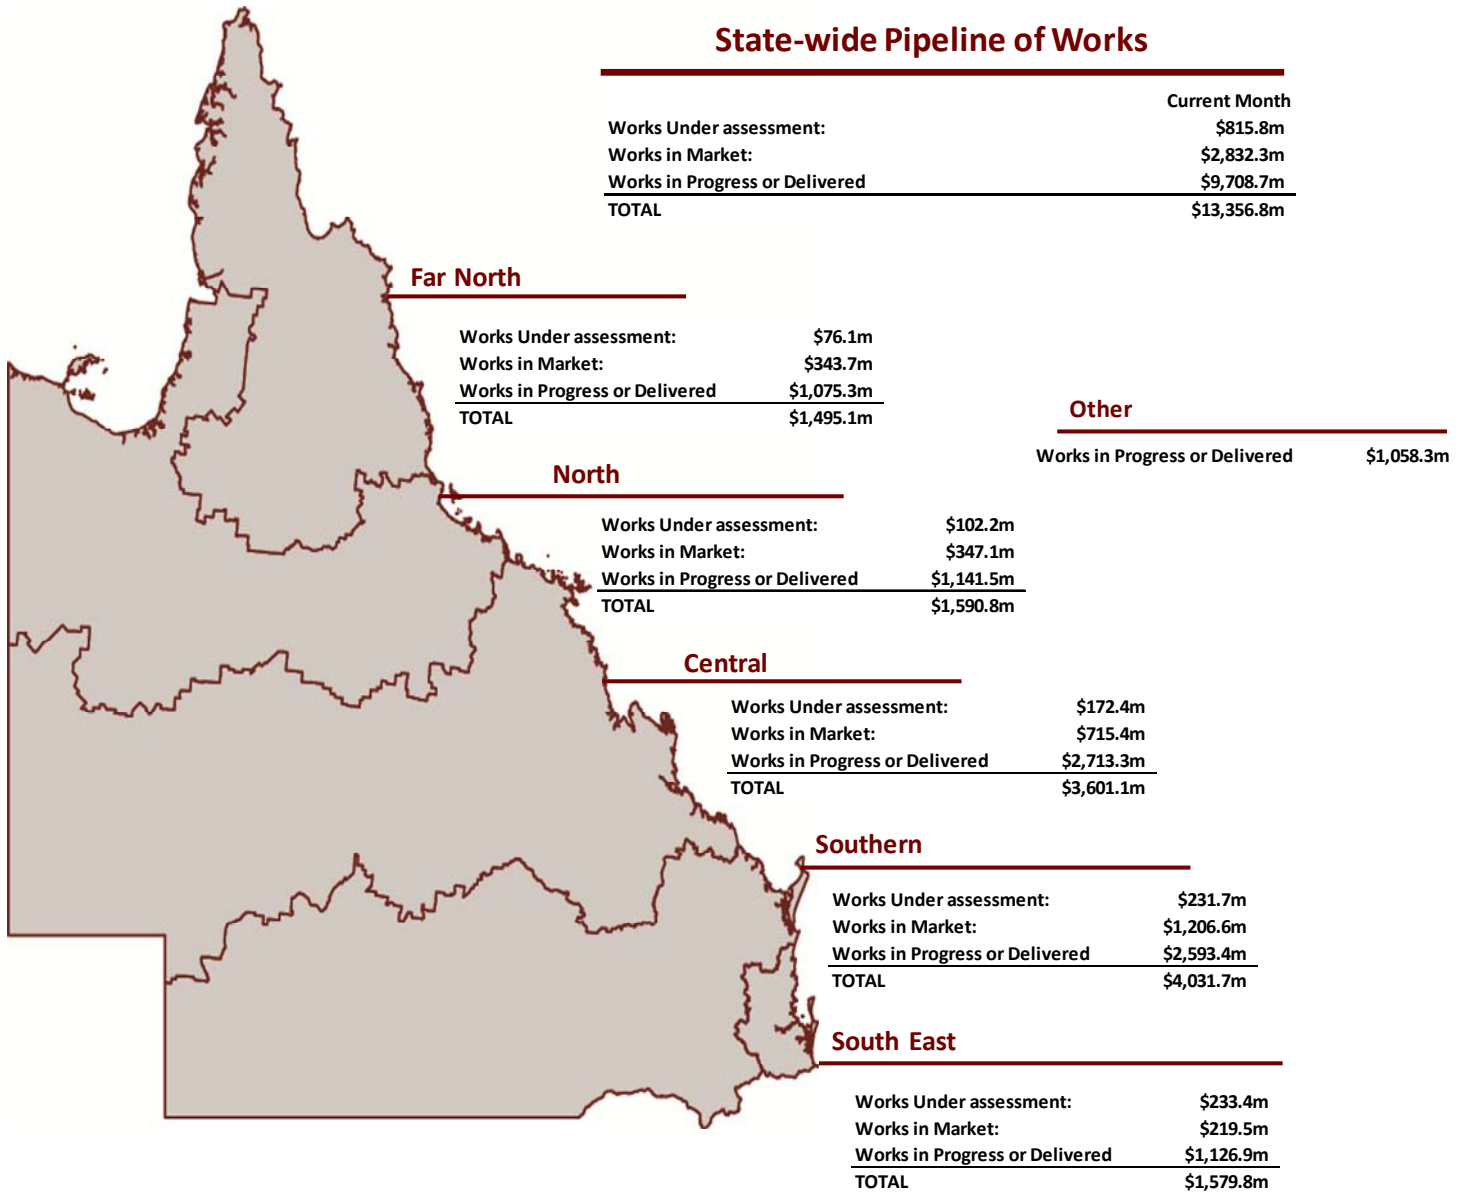 State-wide Pipeline of Works
Current Month
Works Under assessment: $815.8m
Works in Market: $2,832.3m
Works in Progress or Delivered $9,708.7m
TOTAL $13,356.8m
Far North
Works Under assessment: $76.1m
Works in Market: $343.7m
Works in Progress or Delivered $1,075.3m
TOTAL $1,495.1m
Other
Works in Progress or Delivered $1,058.3m
North
Works Under assessment: $102.2m
Works in Market: $347.1m
Works in Progress or Delivered $1,141.5m
TOTAL $1,590.8m
Central
Works Under assessment: $172.4m
Works in Market: $715.4m
Works in Progress or Delivered $2,713.3m
TOTAL $3,601.1m
Southern
Works Under assessment: $231.7m
Works in Market: $1,206.6m
Works in Progress or Delivered $2,593.4m
TOTAL $4,031.7m
South East
Works Under assessment: $233.4m
Works in Market: $219.5m
Works in Progress or Delivered $1,126.9m
TOTAL $1,579.8m